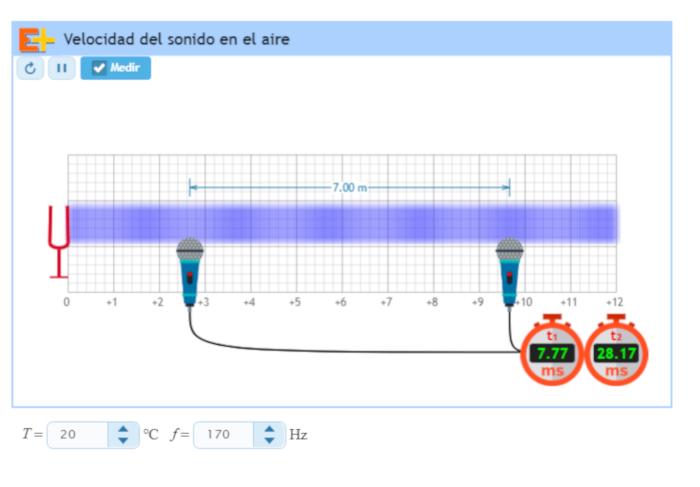 E+ Velocidad del sonido en el aire
Medir
7.00 m
0 +1 +2 +3 +4 +5 +6 +7 +8 +9 +10 +11 +12
t₁ t₂
7.77 28.17
ms ms
T= 20 °C f= 170 Hz